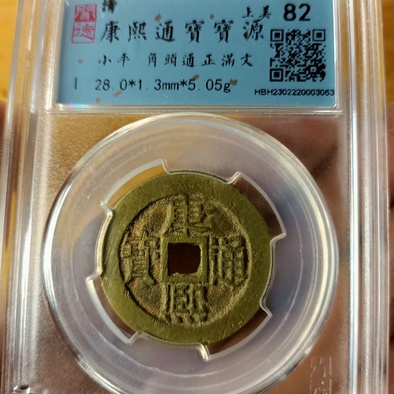 清
康熙通寶寶源 上美 82
小平 角頭通正滿文
28.0*1.3mm*5.05g
HBH2302220003063
康熙通寶